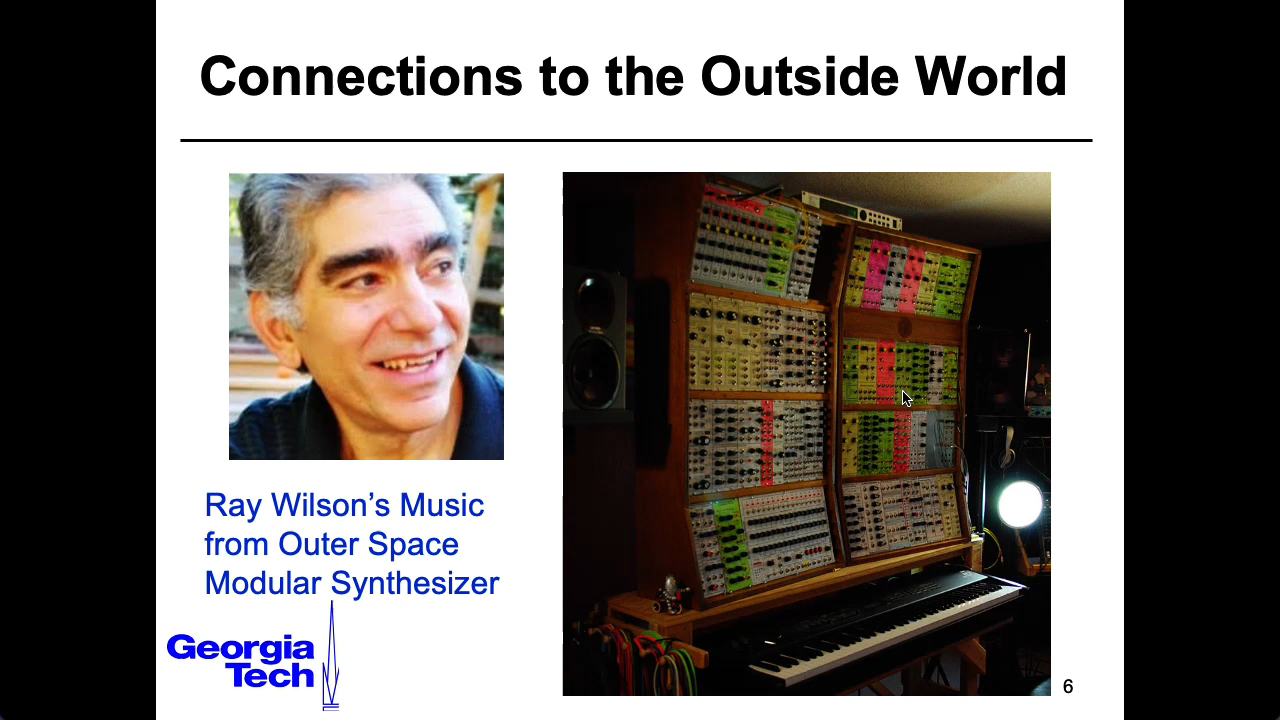 Connections to the Outside World
Ray Wilson’s Music
from Outer Space
Modular Synthesizer
Georgia
Tech
6